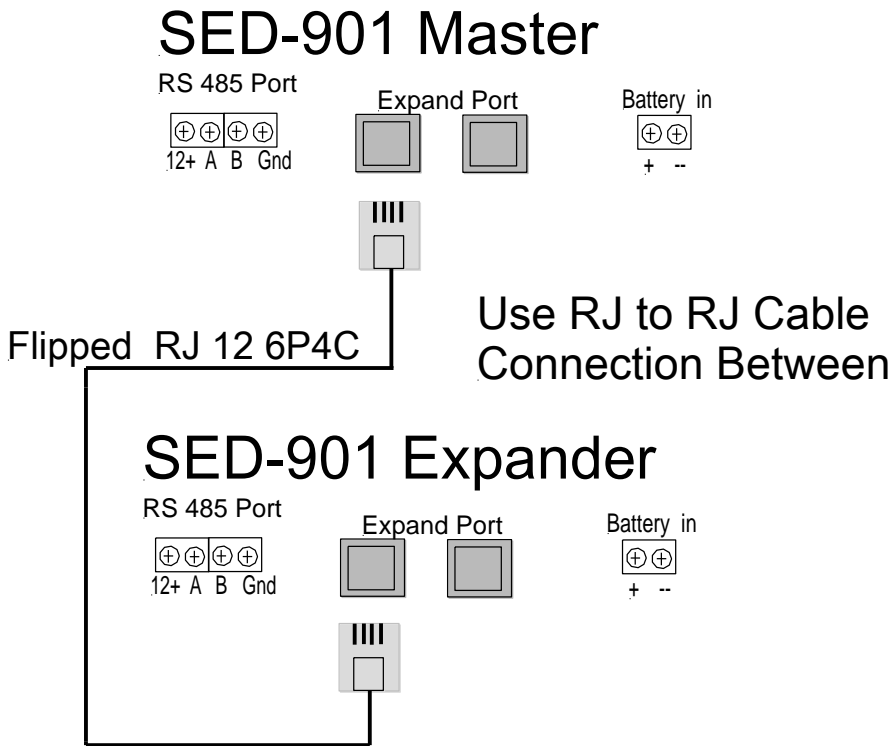 SED-901 Master
RS 485 Port
Expand Port
Battery in
12+ A B Gnd
+ --
Flipped RJ 12 6P4C
Use RJ to RJ Cable
Connection Between
SED-901 Expander
RS 485 Port
Expand Port
Battery in
12+ A B Gnd
+ --